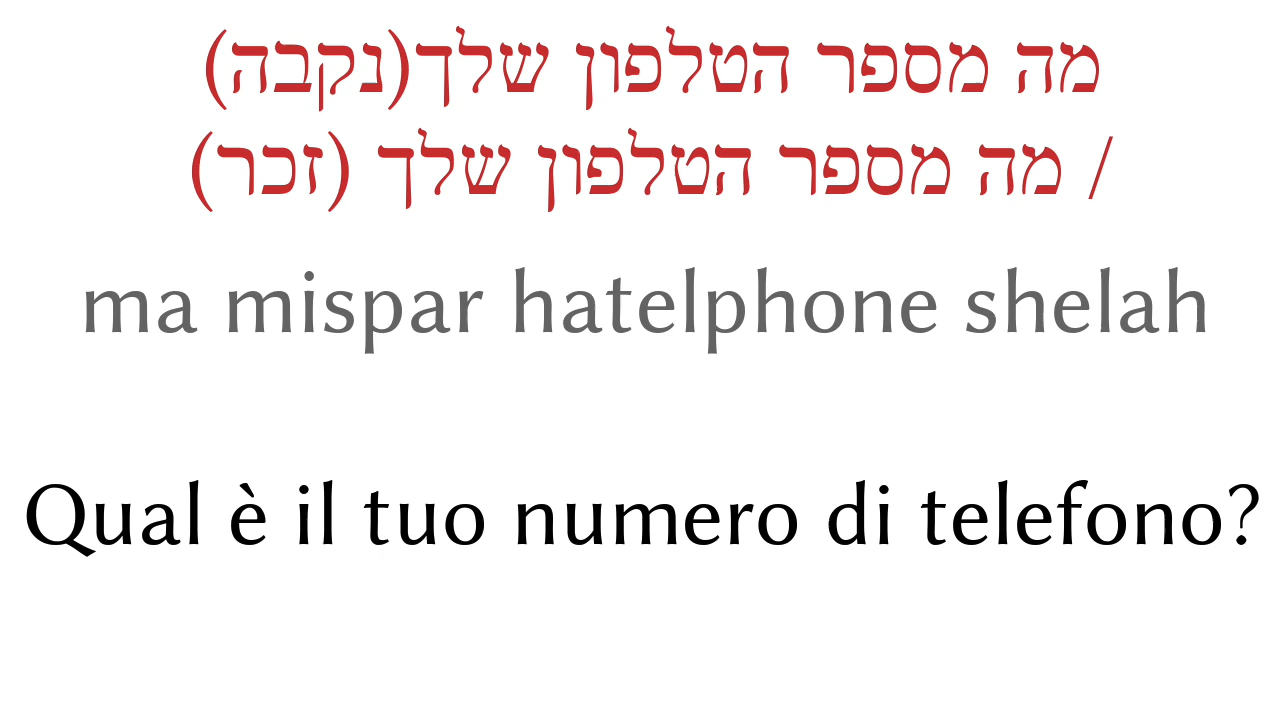 מה מספר הטלפון שלך(נקבה)
/ מה מספר הטלפון שלך (זכר)
ma mispar hatelphone shelah
Qual è il tuo numero di telefono?